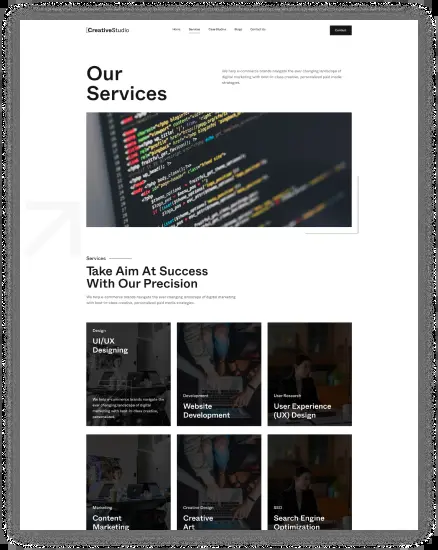 CreativeStudio
Home Services Case Studies Blogs Contact Us
Contact
Our
Services
We help e-commerce brands navigate the ever changing landscape of
digital marketing with best-in-class creative, personalised paid media
strategies.
Services
Take Aim At Success
With Our Precision
We help e-commerce brands navigate the ever changing landscape of digital marketing
with best-in-class creative, personalised paid media strategies.
Design
UI/UX
Designing
We help e-commerce brands navigate the
ever changing landscape of digital
marketing with best-in-class creative,
personalised
Development
Website
Development
User Research
User Experience
(UX) Design
Marketing
Content
Marketing
Creative Design
Creative
Art
SEO
Search Engine
Optimization